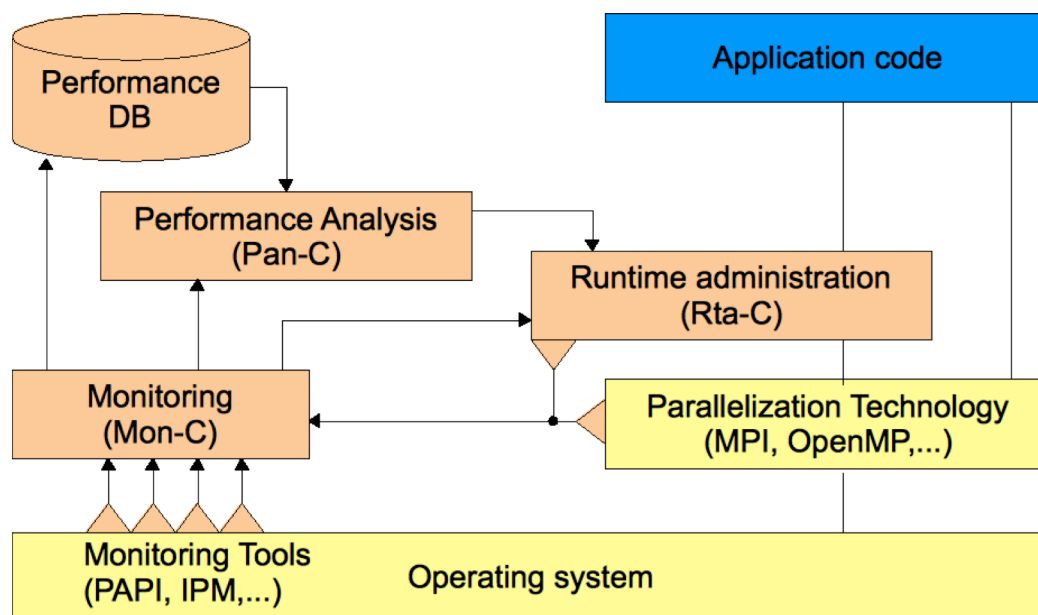 Performance
DB
Application code
Performance Analysis
(Pan-C)
Runtime administration
(Rta-C)
Monitoring
(Mon-C)
Parallelization Technology
(MPI, OpenMP,...)
Monitoring Tools
(PAPI, IPM,...)
Operating system